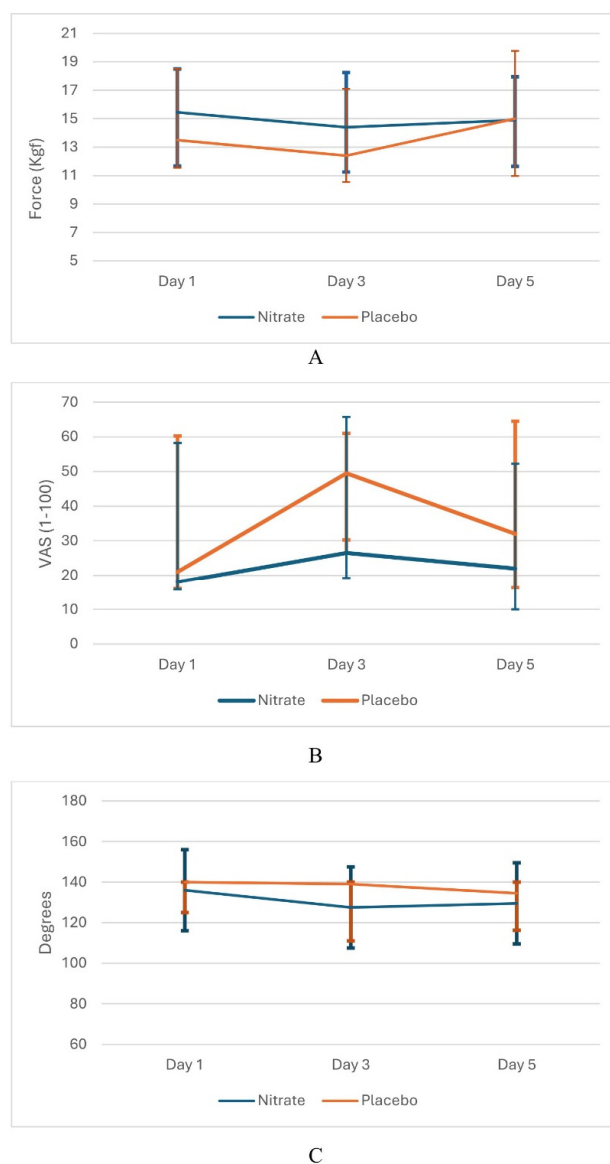 21
19
17
15
13
11
9
7
5
Force (Kgf)
Day 1 Day 3 Day 5
Nitrate Placebo
A
70
60
50
40
30
20
10
0
VAS (1-100)
Day 1 Day 3 Day 5
Nitrate Placebo
B
180
160
140
120
100
80
60
Degrees
Day 1 Day 3 Day 5
Nitrate Placebo
C